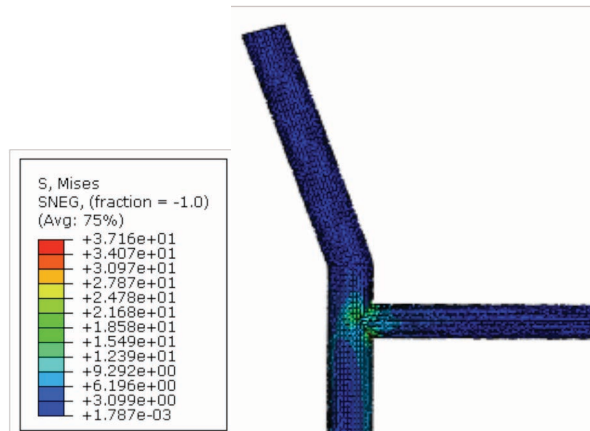 S, Mises
SNEG, (fraction = -1.0)
(Avg: 75%)
+3.716e+01
+3.407e+01
+3.097e+01
+2.787e+01
+2.478e+01
+2.168e+01
+1.858e+01
+1.549e+01
+1.239e+01
+9.292e+00
+6.196e+00
+3.099e+00
+1.787e-03